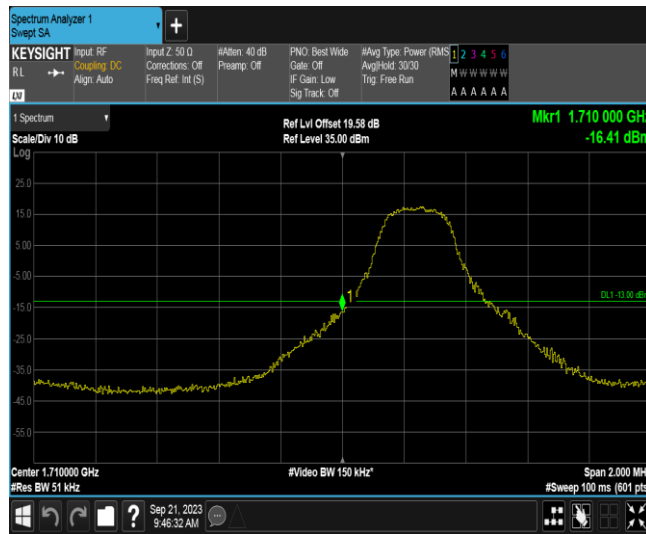 Spectrum Analyzer 1
Swept SA
+
KEYSIGHT
RL
LXI
Input: RF
Coupling: DC
Align: Auto
Input Z: 50 Ω
Corrections: Off
Freq Ref: Int (S)
#Atten: 40 dB
Preamp: Off
PNO: Best Wide
Gate: Off
IF Gain: Low
Sig Track: Off
#Avg Type: Power (RMS
Avg|Hold: 30/30
Trig: Free Run
1 2 3 4 5 6
M W W W W W
A A A A A A
1 Spectrum
Scale/Div 10 dB
Log
Ref Lvl Offset 19.58 dB
Ref Level 35.00 dBm
Mkr1 1.710 000 GHz
-16.41 dBm
25.0
15.0
5.00
-5.00
-15.0
-25.0
-35.0
-45.0
-55.0
1
DL1 -13.00 dBm
Center 1.710000 GHz
#Res BW 51 kHz
#Video BW 150 kHz*
Span 2.000 MHz
#Sweep 100 ms (601 pts
?
Sep 21, 2023
9:46:32 AM